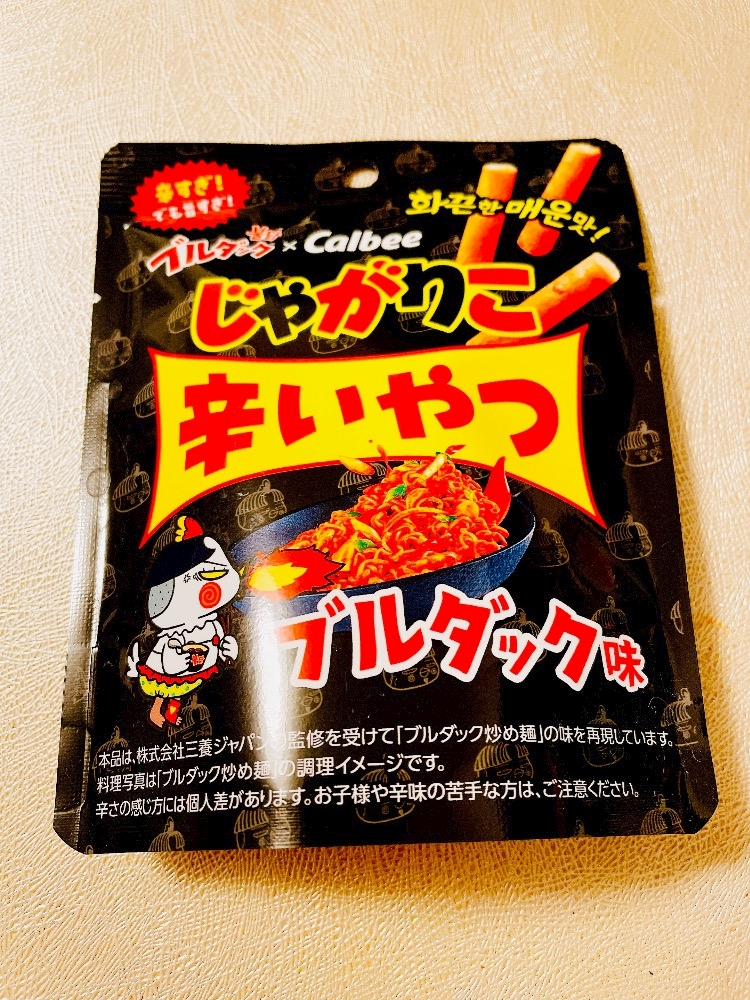 辛すぎ!
でも旨すぎ!
화끈한 매운맛!
ブルダック × Calbee
じゃがりこ
辛いやつ
ブルダック味
本品は、株式会社三養ジャパンの監修を受けて「ブルダック炒め麺」の味を再現しています。
料理写真は「ブルダック炒め麺」の調理イメージです。
辛さの感じ方には個人差があります。お子様や辛味の苦手な方は、ご注意ください。